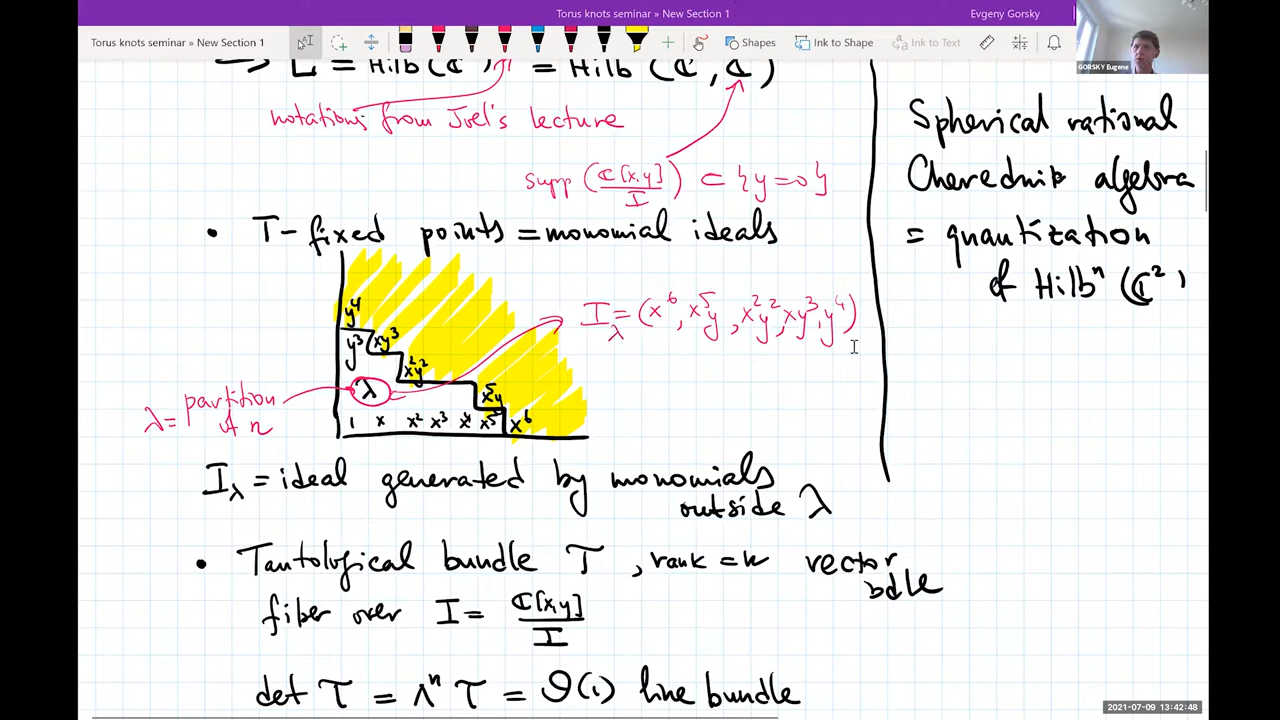 Torus knots seminar » New Section 1
Evgeny Gorsky
Torus knots seminar » New Section 1
Shapes
Ink to Shape
Ink to Text
GORSKY Eugene
L = Hilb (ℂ ) = Hilb (ℂ, ℂ)
notations from Joel's lecture
supp (ℂ[x,y]/I) ⊂ {y=0}
• T-fixed points = monomial ideals
y⁴
y³ xy³
x²y²
λ
x⁵y
1 x x² x³ x⁴ x⁵ x⁶
I_λ = (x⁶, x⁵y, x²y², xy³, y⁴)
λ = partition
of n
I_λ = ideal generated by monomials
outside λ
• Tautological bundle T, rank = n vector
bdle
fiber over I = ℂ[x,y]/I
det T = Λⁿ T = O(1) line bundle
Spherical rational
Cherednik algebra
= quantization
of Hilbⁿ (ℂ²)
2021-07-09 13:42:48